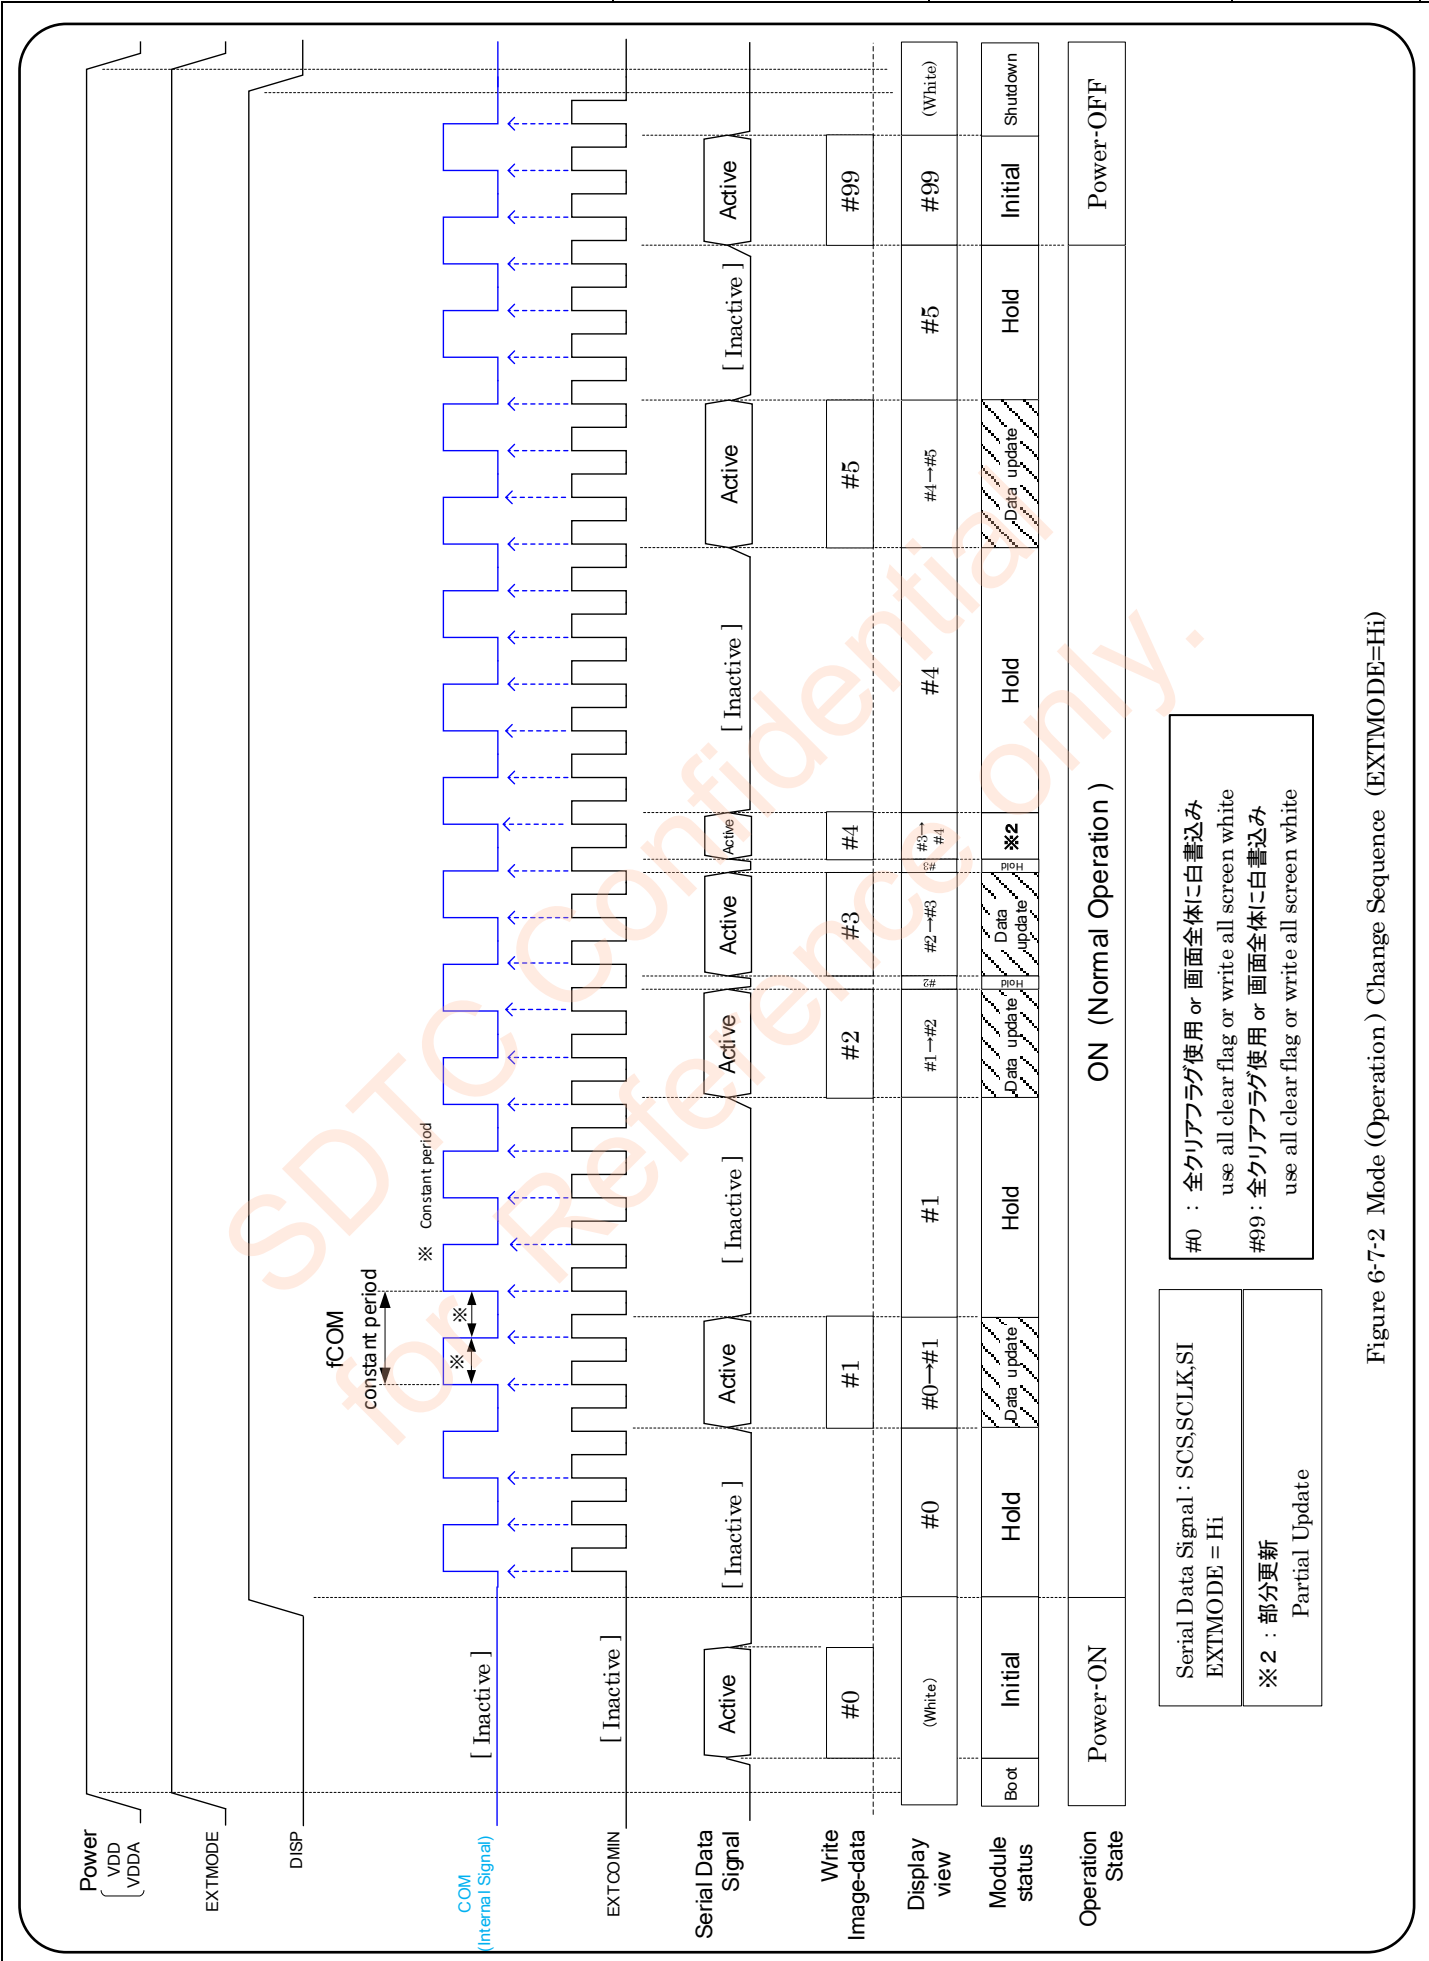 Power
VDD
VDDA
EXTMODE
DISP
COM
(Internal Signal)
[ Inactive ]
fCOM
constant period
※
※
※ Constant period
EXTCOMIN
[ Inactive ]
Serial Data
Signal
Active
[ Inactive ]
Active
[ Inactive ]
Active
Active
Active
[ Inactive ]
Active
[ Inactive ]
Active
Write
Image-data
#0
#1
#2
#3
#4
#5
#99
Display
view
(White)
#0
#0→#1
#1
#1→#2
#2
#2→#3
#3
#3→
#4
#4
#4→#5
#5
#99
(White)
Module
status
Boot
Initial
Hold
Data update
Hold
Data update
Hold
Data
update
Hold
※2
Hold
Data update
Hold
Initial
Shutdown
Operation
State
Power-ON
ON (Normal Operation )
Power-OFF
Serial Data Signal : SCS,SCLK,SI
EXTMODE = Hi
※2 : 部分更新
Partial Update
#0 : 全クリアフラグ使用 or 画面全体に白書込み
use all clear flag or write all screen white
#99 : 全クリアフラグ使用 or 画面全体に白書込み
use all clear flag or write all screen white
Figure 6-7-2 Mode (Operation ) Change Sequence (EXTMODE=Hi)
SDTC Confidential
for Reference only.